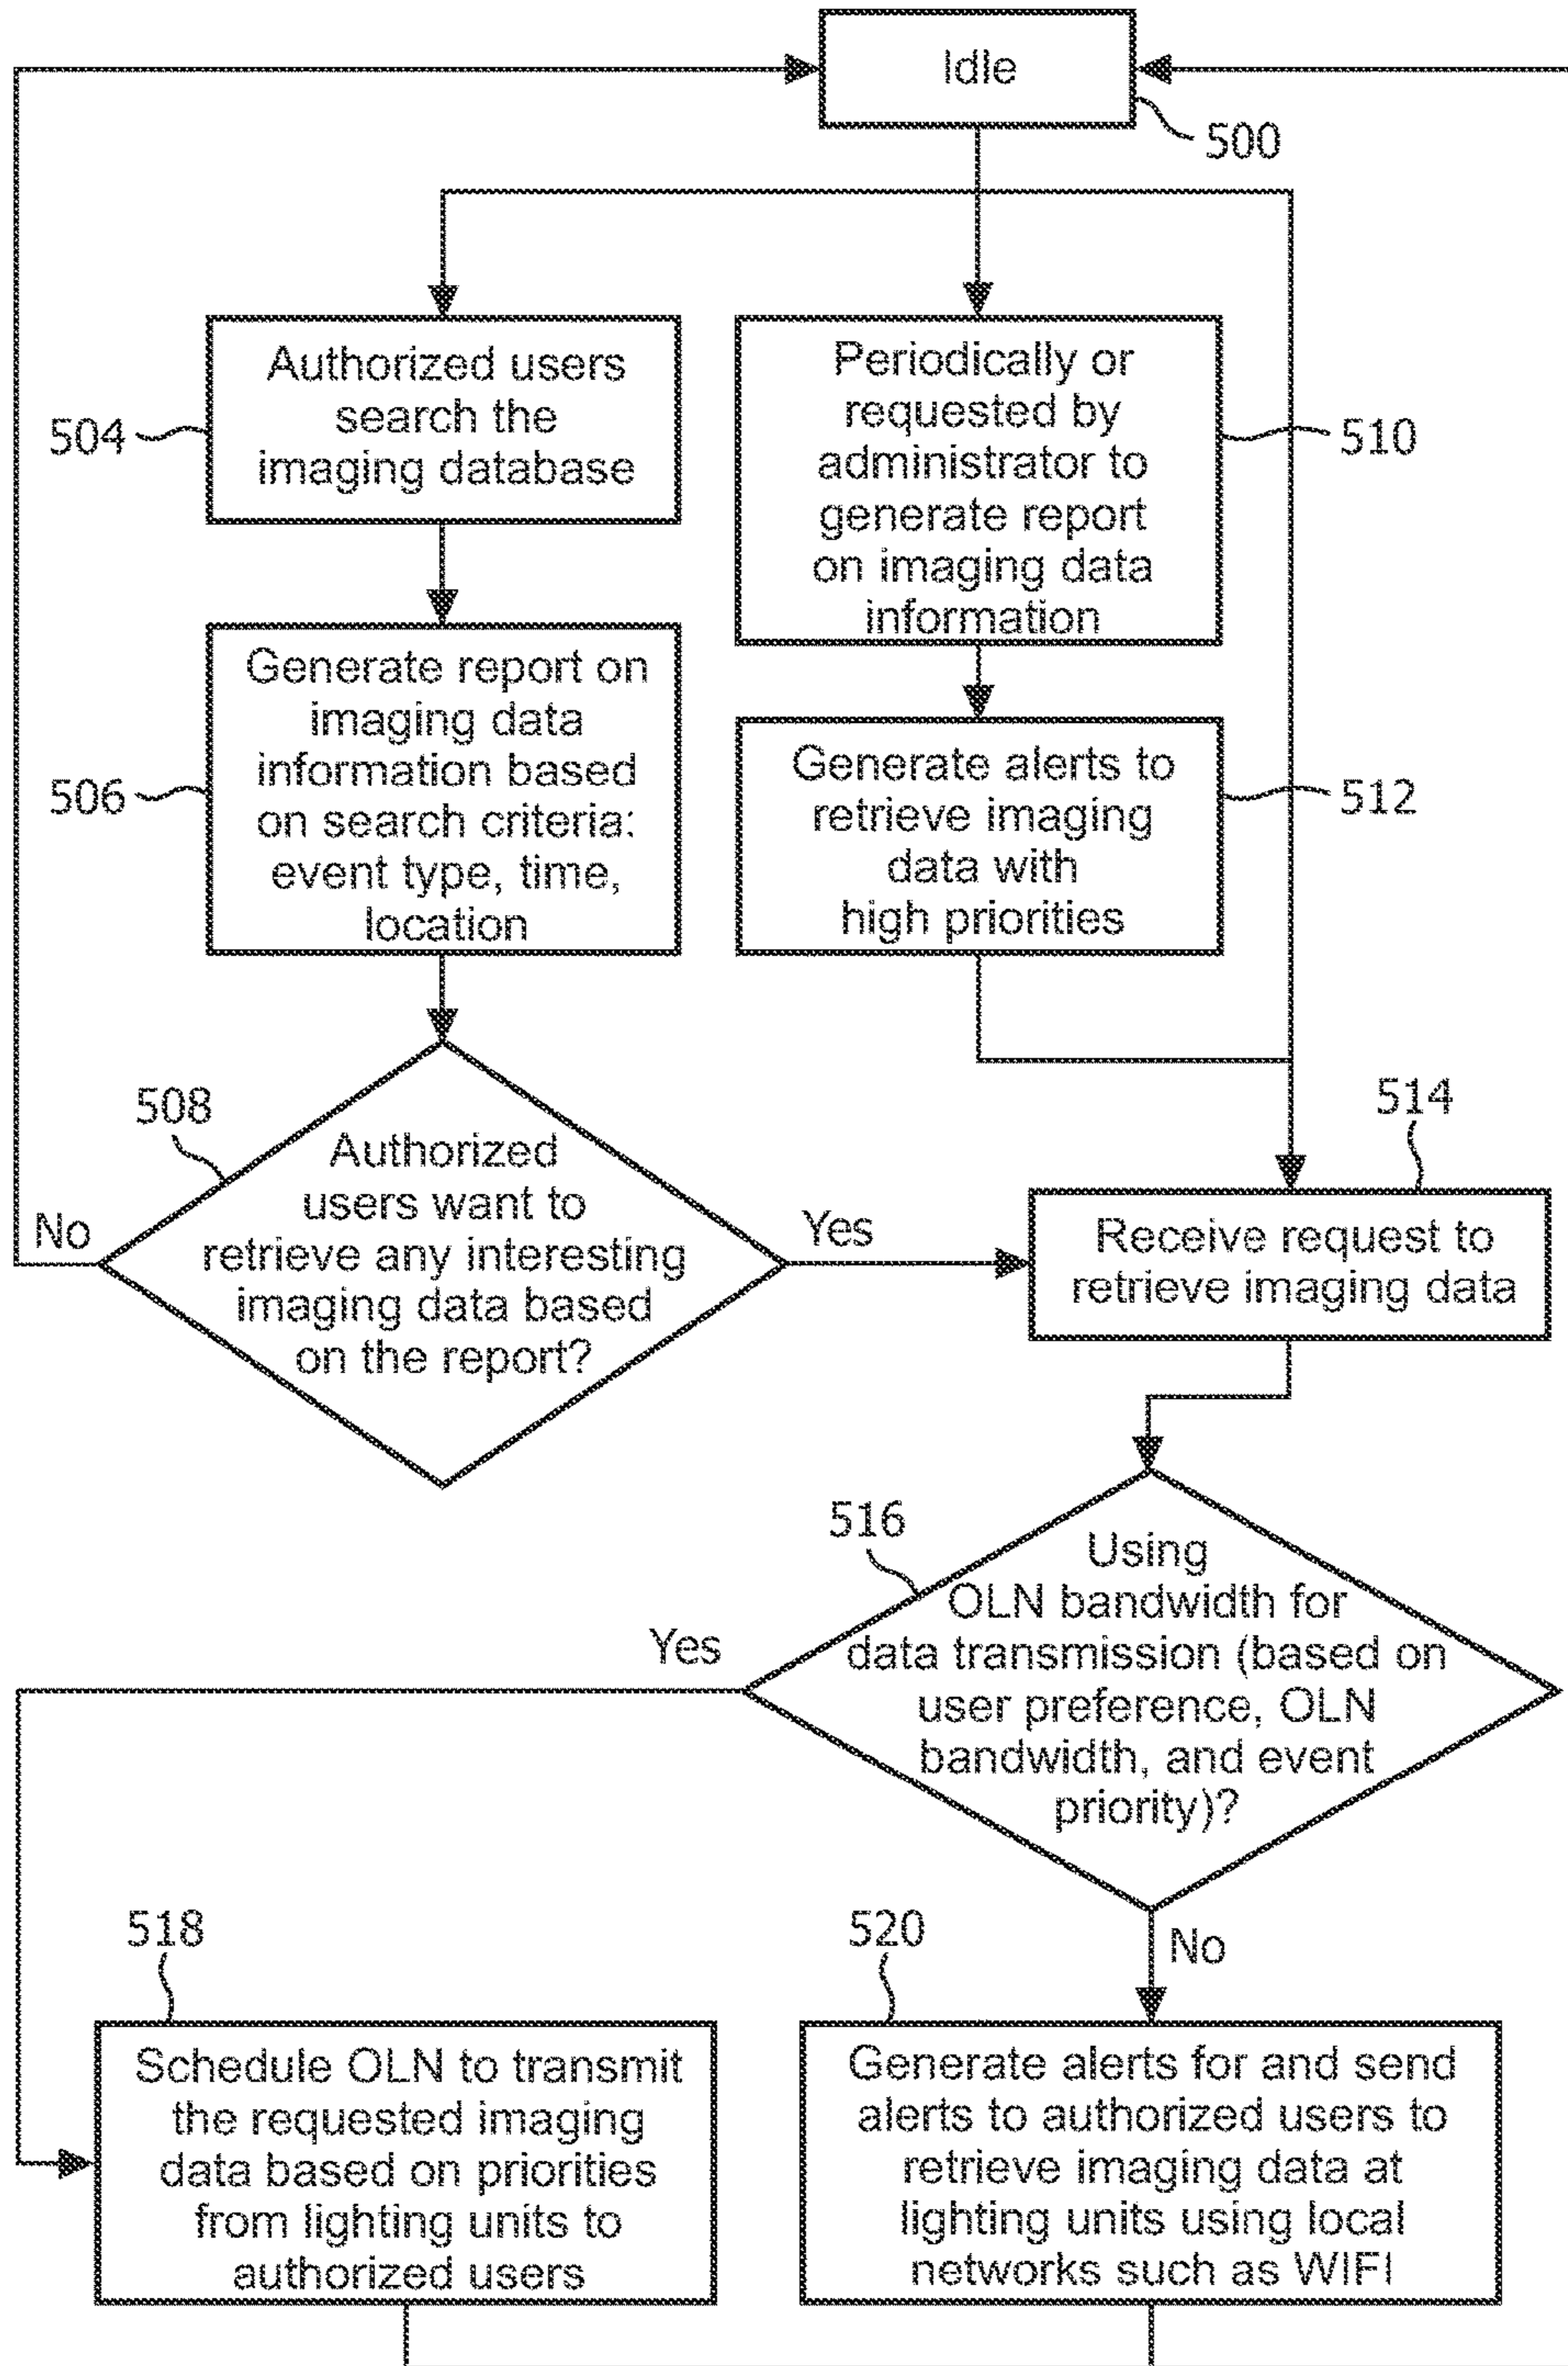 Idle
500
Authorized users
search the
imaging database
504
Periodically or
requested by
administrator to
generate report
on imaging data
information
510
Generate report on
imaging data
information based
on search criteria:
event type, time,
location
506
Generate alerts to
retrieve imaging
data with
high priorities
512
508
Authorized
users want to
retrieve any interesting
imaging data based
on the report?
No
Yes
514
Receive request to
retrieve imaging data
516
Using
OLN bandwidth for
data transmission (based on
user preference, OLN
bandwidth, and event
priority)?
Yes
No
518
Schedule OLN to transmit
the requested imaging
data based on priorities
from lighting units to
authorized users
520
Generate alerts for and send
alerts to authorized users to
retrieve imaging data at
lighting units using local
networks such as WIFI